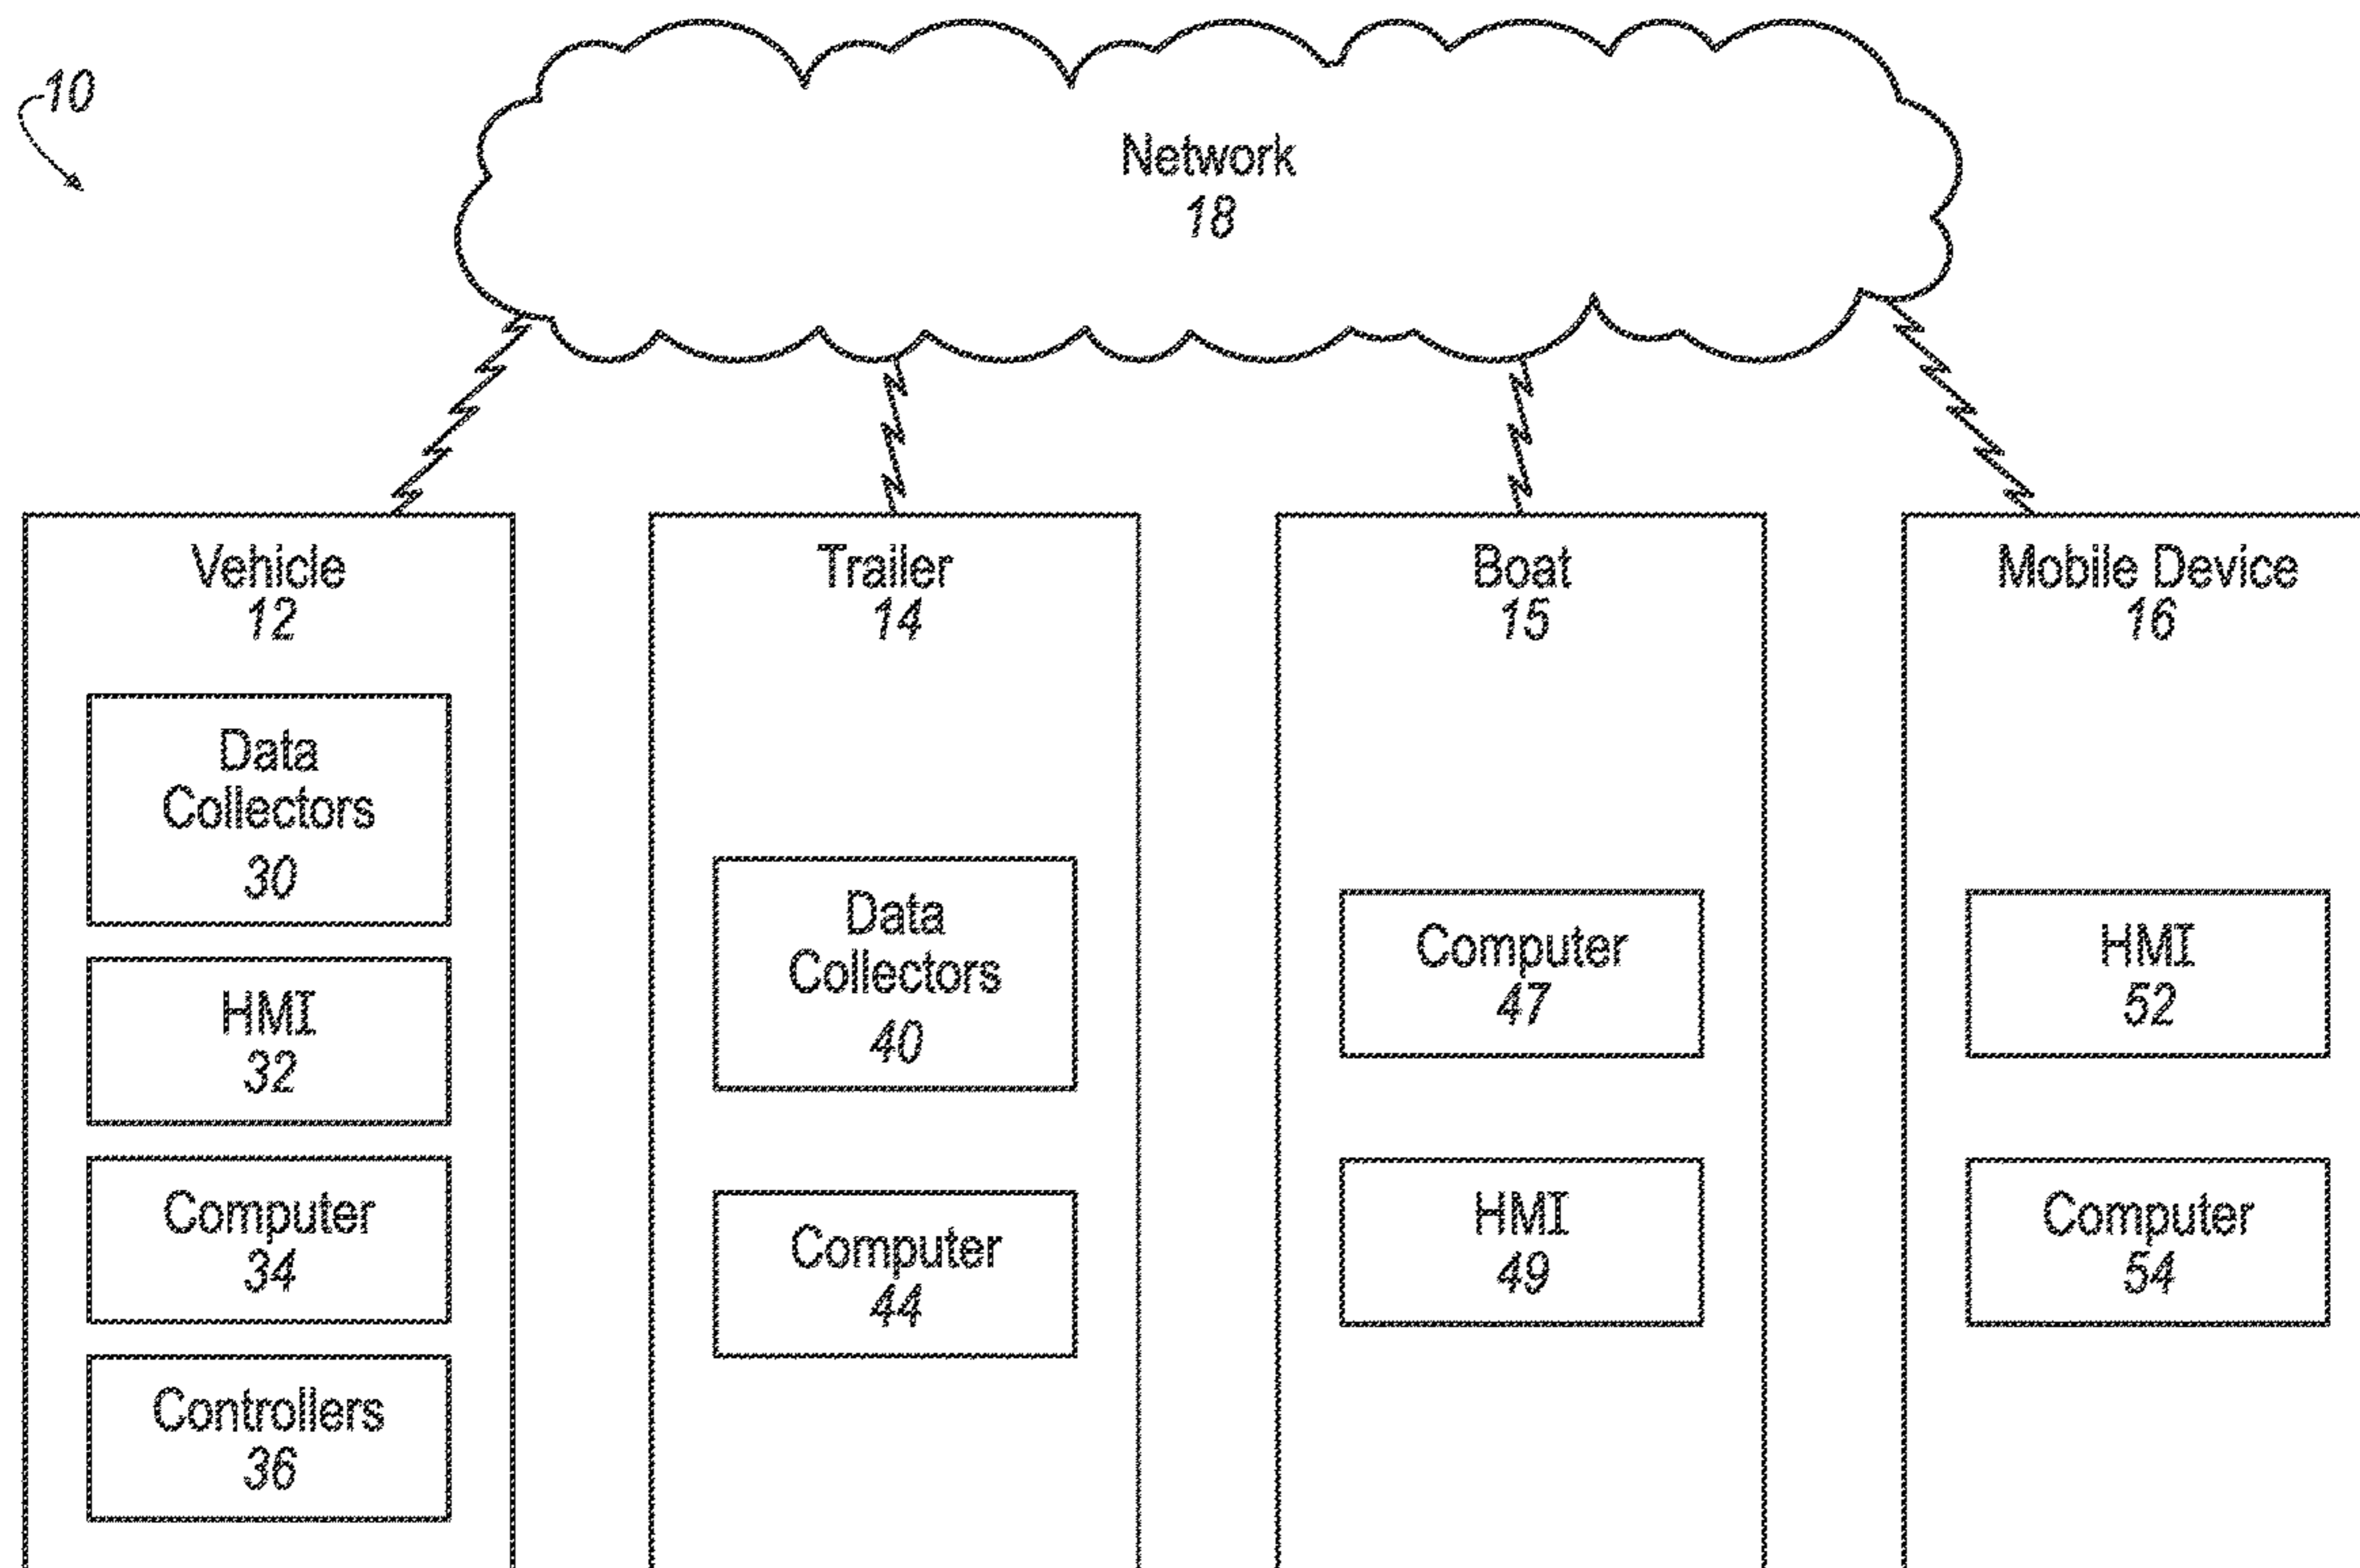 10
Network
18
Vehicle
12
Data
Collectors
30
HMI
32
Computer
34
Controllers
36
Trailer
14
Data
Collectors
40
Computer
44
Boat
15
Computer
47
HMI
49
Mobile Device
16
HMI
52
Computer
54